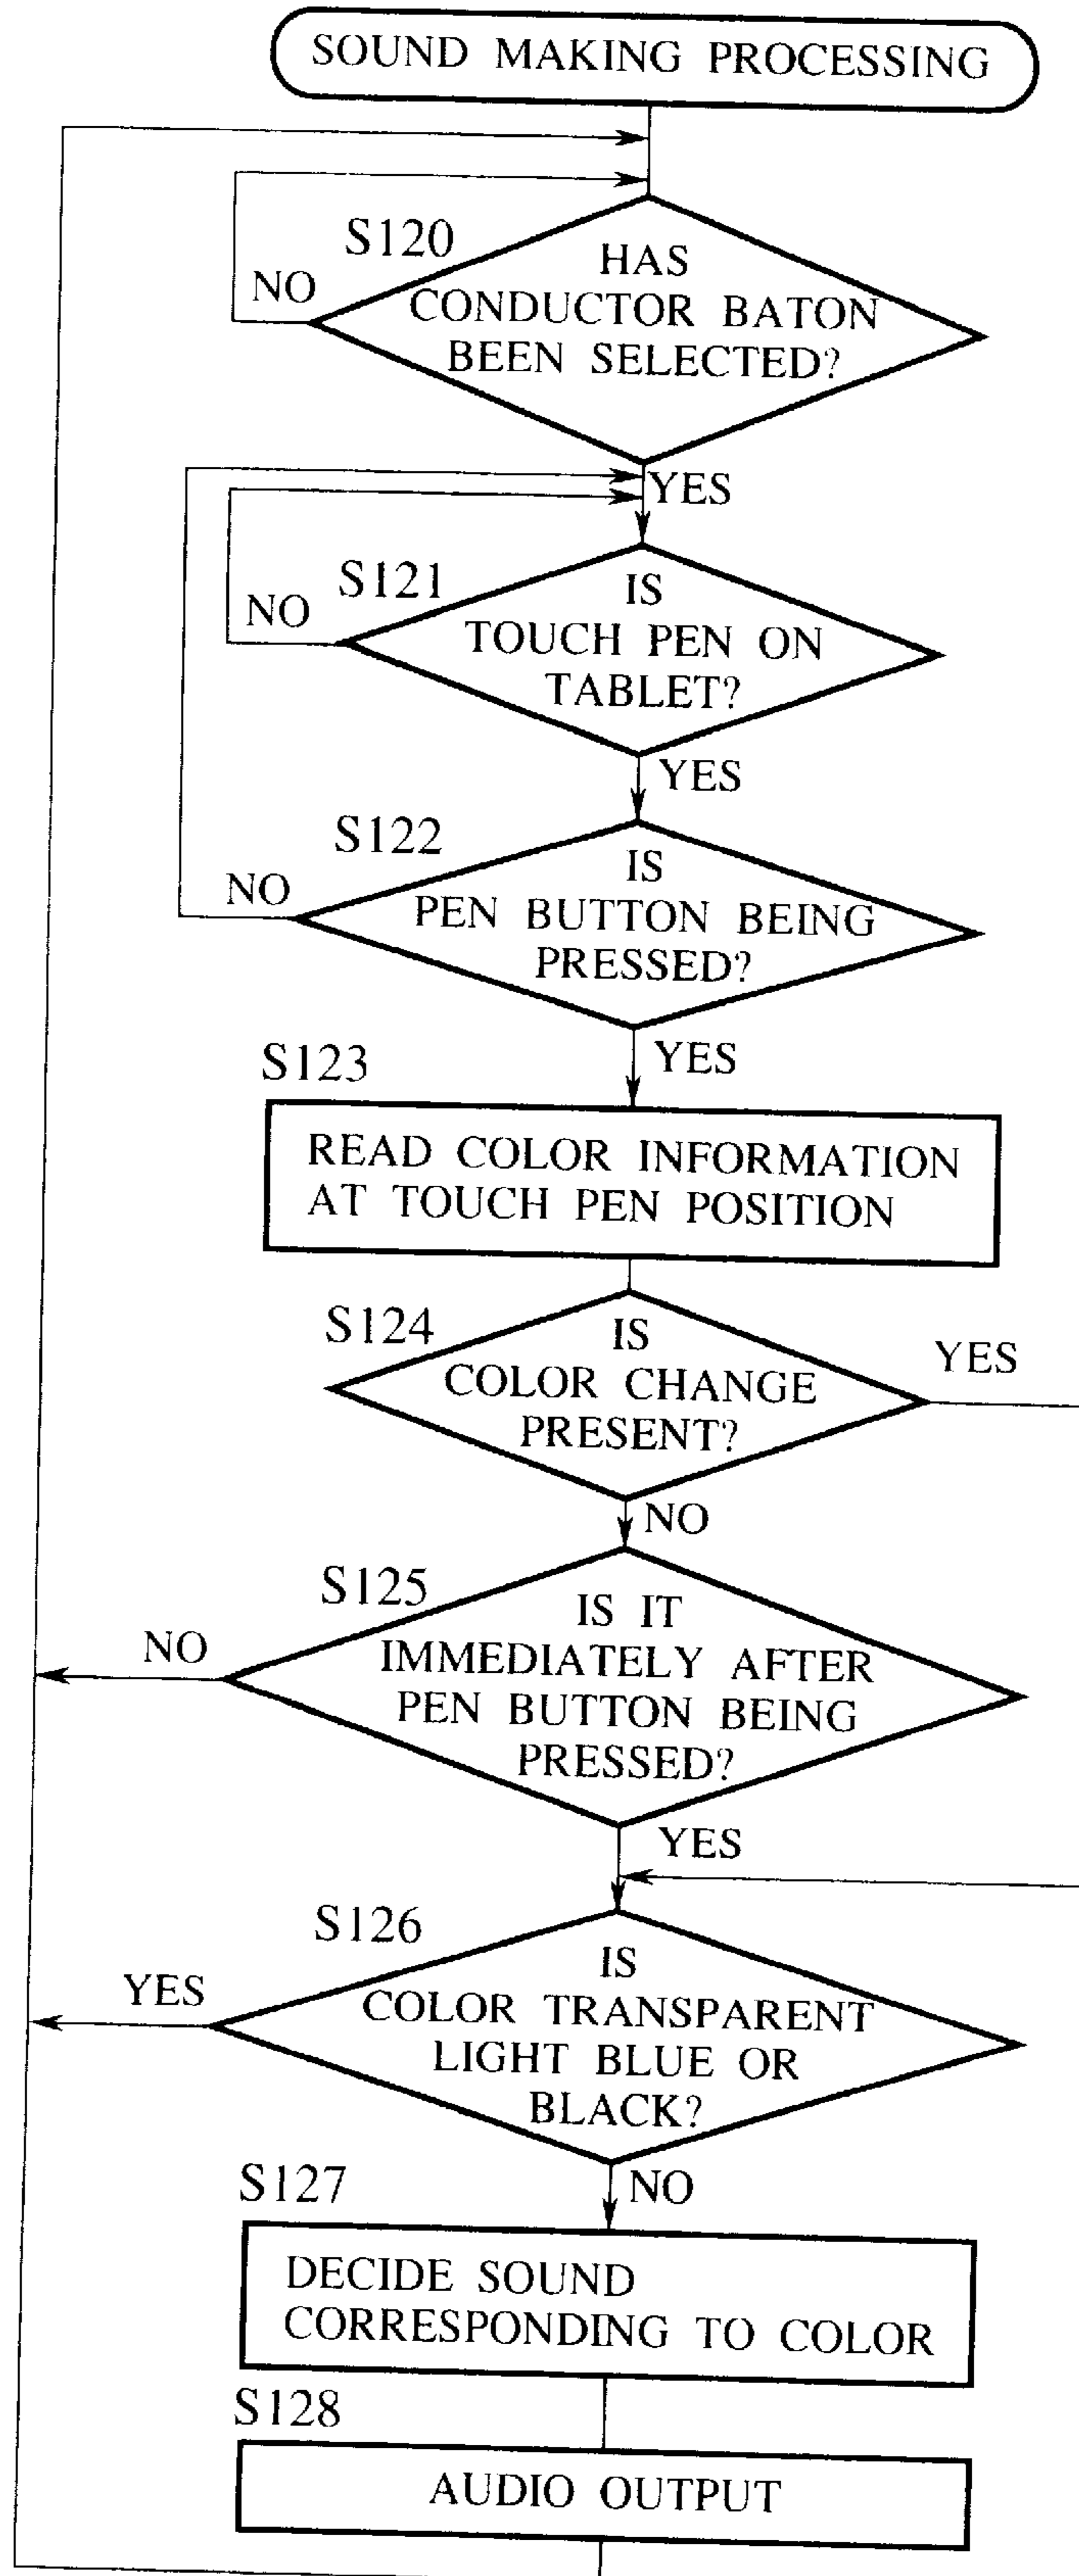 SOUND MAKING PROCESSING
S120
HAS
NO
CONDUCTOR BATON
BEEN SELECTED?
YES
S121
IS
NO
TOUCH PEN ON
TABLET?
YES
S122
IS
NO
PEN BUTTON BEING
PRESSED?
YES
S123
READ COLOR INFORMATION
AT TOUCH PEN POSITION
S124
IS
YES
COLOR CHANGE
PRESENT?
NO
S125
IS IT
NO
IMMEDIATELY AFTER
PEN BUTTON BEING
PRESSED?
YES
S126
IS
YES
COLOR TRANSPARENT
LIGHT BLUE OR
BLACK?
NO
S127
DECIDE SOUND
CORRESPONDING TO COLOR
S128
AUDIO OUTPUT